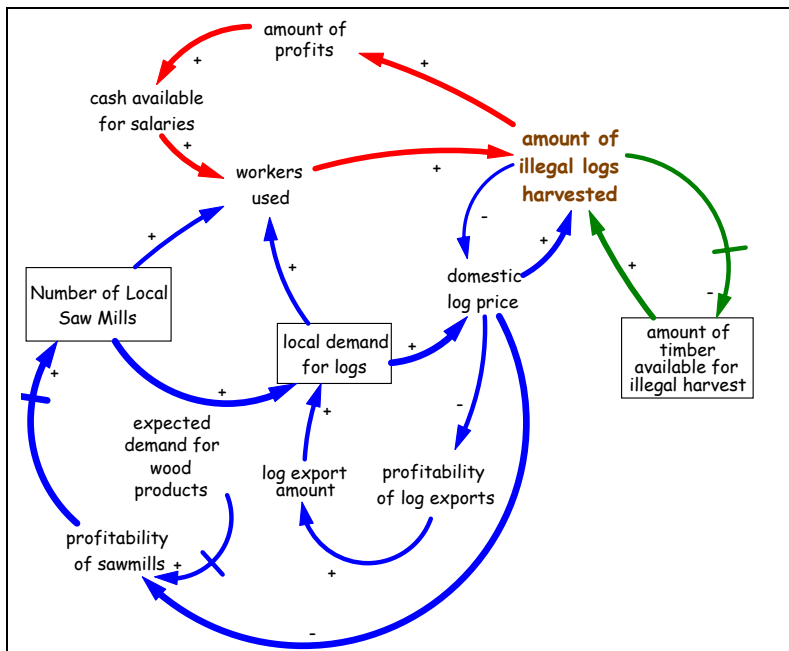 amount of
profits
+
+
cash available
for salaries
+
amount of
illegal logs
harvested
workers
used
+
-
+
+
domestic
log price
+
+
-
Number of Local
Saw Mills
local demand
for logs
+
amount of
timber
available for
illegal harvest
+
+
+
-
expected
demand for
wood
products
log export
amount
profitability
of log exports
profitability
of sawmills
+
+
-